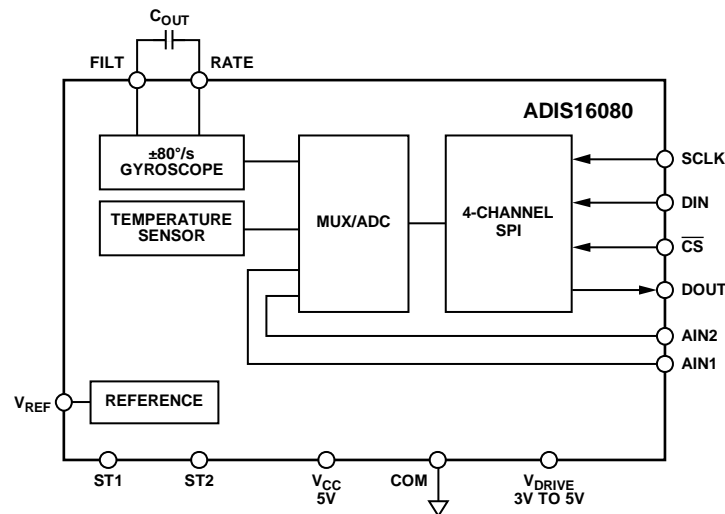 COUT
FILT
RATE
ADIS16080
±80°/s
GYROSCOPE
TEMPERATURE
SENSOR
MUX/ADC
4-CHANNEL
SPI
SCLK
DIN
CS
DOUT
AIN2
AIN1
VREF
REFERENCE
ST1
ST2
VCC
5V
COM
VDRIVE
3V TO 5V